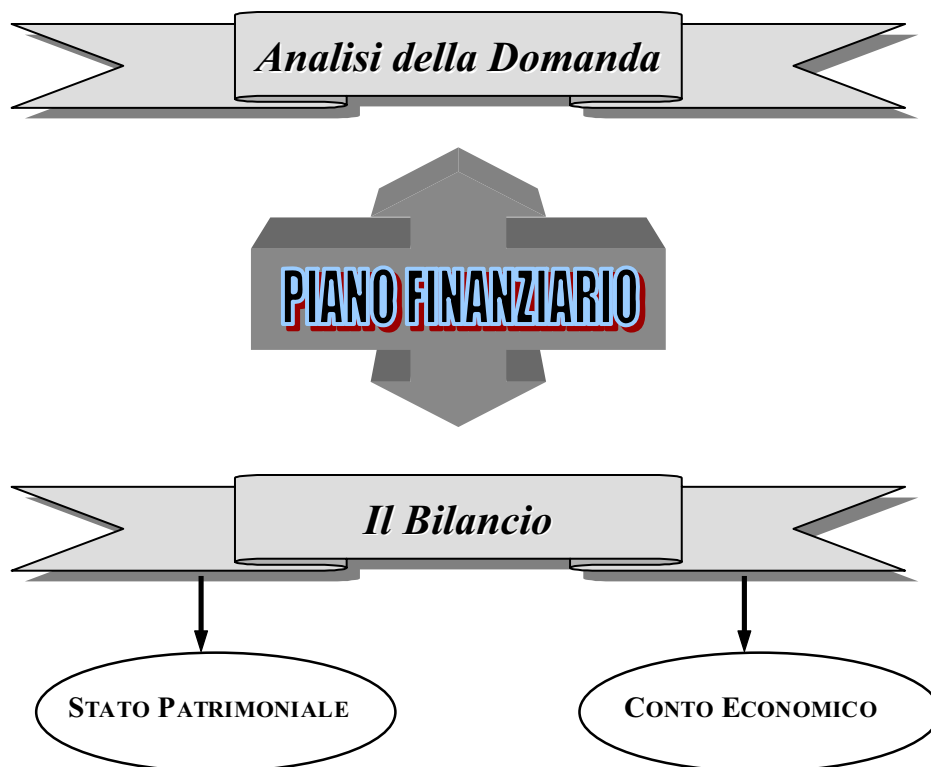 Analisi della Domanda
PIANO FINANZIARIO
Il Bilancio
STATO PATRIMONIALE
CONTO ECONOMICO